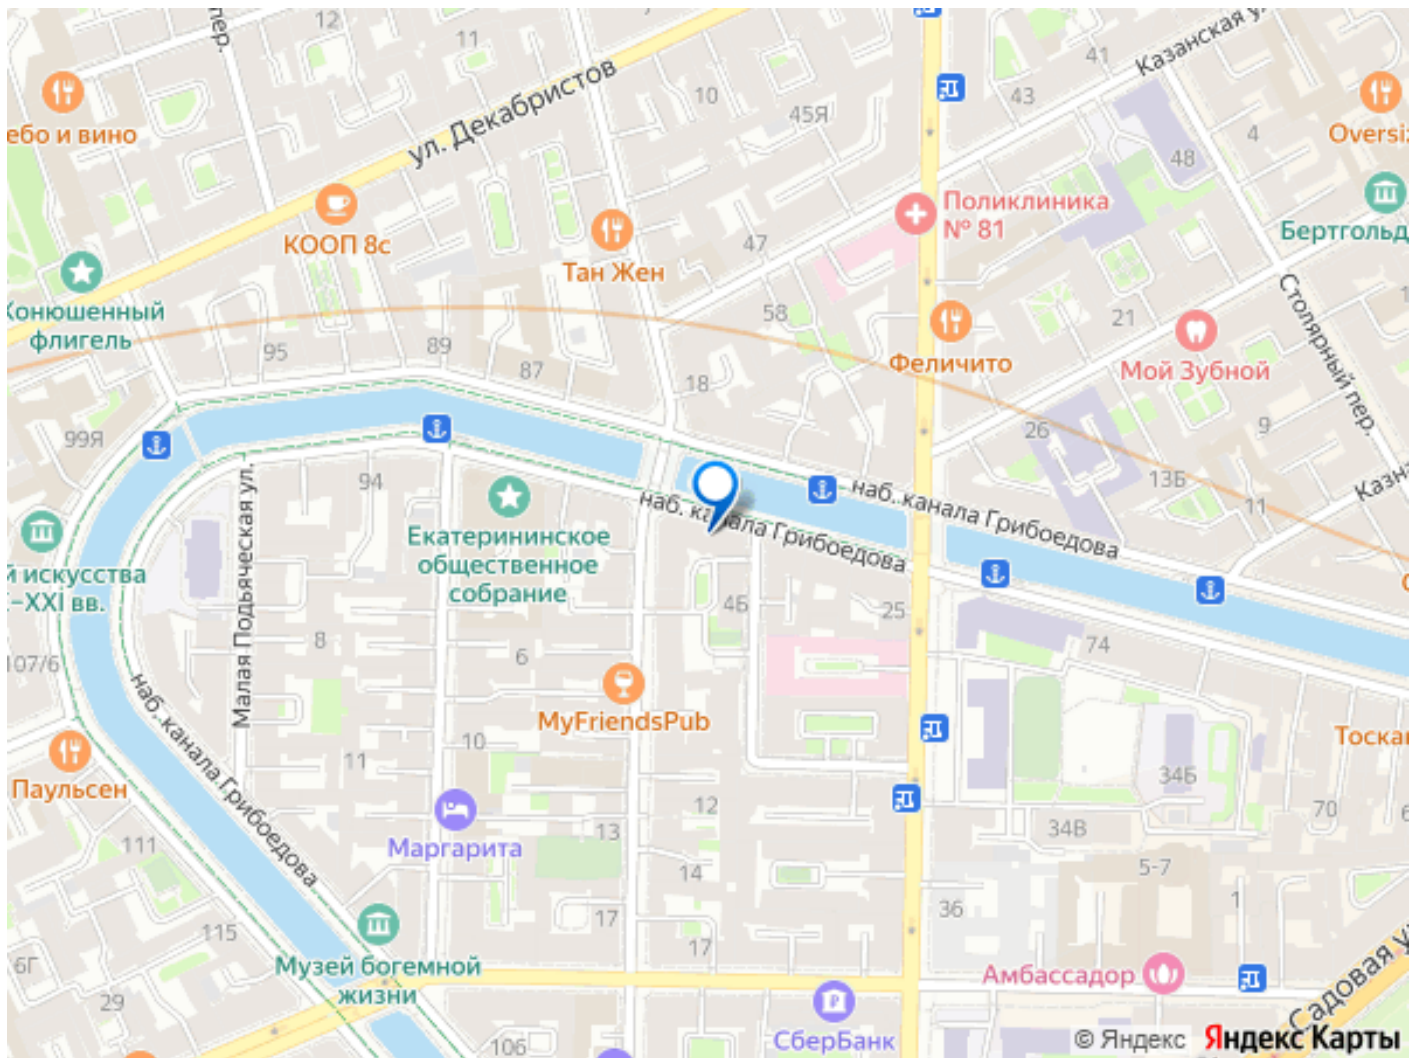 пер.
12
11
ул. Декабристов
10
45Я
41
Казанская у
43
48
4
ебо и вино
Oversi
КООП 8с
Тан Жен
47
Поликлиника
№ 81
Бертгольд
Конюшенный
флигель
95
89
87
58
18
Феличито
21
Мой Зубной
Столярный пер.
99Я
94
26
9
13Б
11
Казн
наб. канала Грибоедова
наб. канала Грибоедова
Малая Подьяческая ул.
Екатерининское
общественное
собрание
й искусства
–XXI вв.
107/6
8
6
4Б
25
74
MyFriendsPub
наб. канала Грибоедова
Паульсен
11
10
12
Тоска
34Б
70
34В
Маргарита
13
14
111
5-7
1
36
115
17
17
6Г
29
Музей богемной
жизни
Амбассадор
Садовая у
106
СберБанк
© Яндекс Яндекс Карты